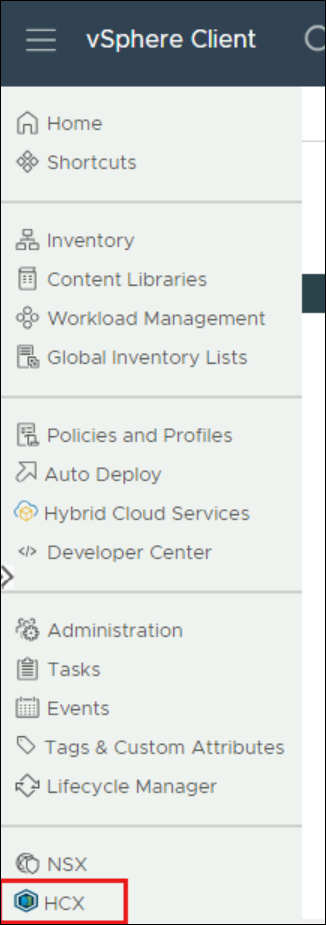 vSphere Client
Home
Shortcuts
Inventory
Content Libraries
Workload Management
Global Inventory Lists
Policies and Profiles
Auto Deploy
Hybrid Cloud Services
Developer Center
Administration
Tasks
Events
Tags & Custom Attributes
Lifecycle Manager
NSX
HCX